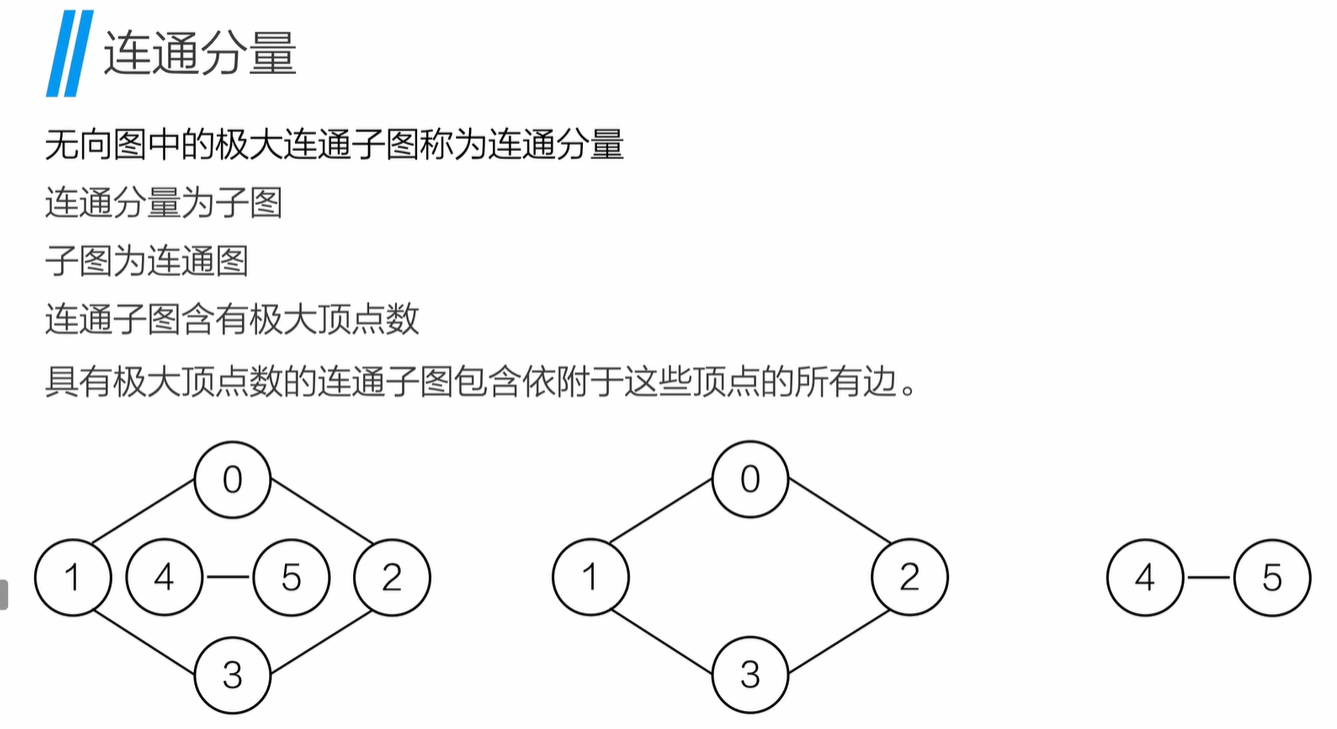 连通分量
无向图中的极大连通子图称为连通分量
连通分量为子图
子图为连通图
连通子图含有极大顶点数
具有极大顶点数的连通子图包含依附于这些顶点的所有边。
0
1 4 5 2
3
0
1 2
3
4 5